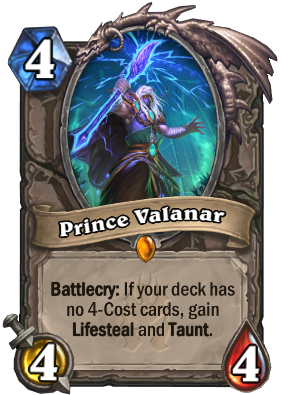 4
Prince Valanar
Battlecry: If your deck has
no 4-Cost cards, gain
Lifesteal and Taunt.
4
4